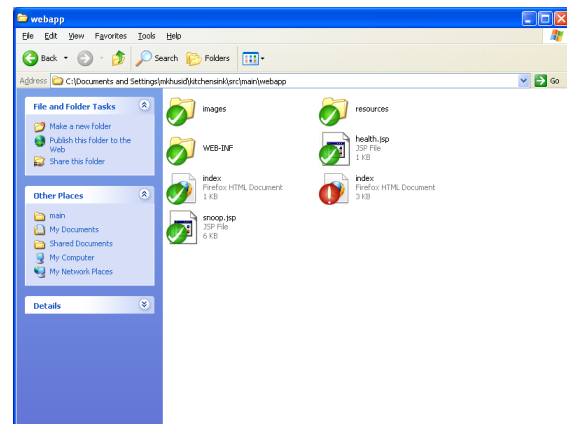 webapp
File Edit View Favorites Tools Help
Back Search Folders
Address C:\Documents and Settings\mkhusid\kitchensink\src\main\webapp Go
File and Folder Tasks
Make a new folder
Publish this folder to the
Web
Share this folder
Other Places
main
My Documents
Shared Documents
My Computer
My Network Places
Details
images
resources
WEB-INF
health.jsp
JSP File
1 KB
index
Firefox HTML Document
1 KB
index
Firefox HTML Document
3 KB
snoop.jsp
JSP File
6 KB